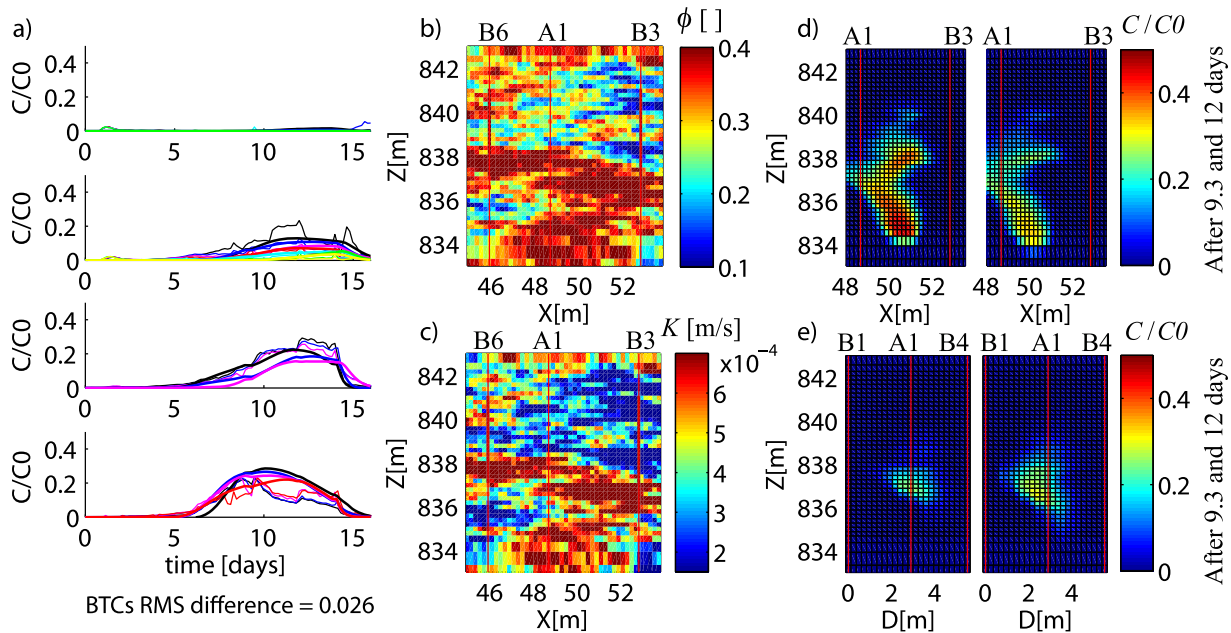 a)
C/C0
0.4
0.2
0
0 5 10 15
C/C0
0.4
0.2
0
0 5 10 15
C/C0
0.4
0.2
0
0 5 10 15
C/C0
0.4
0.2
0
0 5 10 15
time [days]
BTCs RMS difference = 0.026
b)
B6 A1 B3
ϕ [ ]
Z[m]
842
840
838
836
834
46 48 50 52
X[m]
0.4
0.3
0.2
0.1
c)
B6 A1 B3
K [m/s]
x10⁻⁴
Z[m]
842
840
838
836
834
46 48 50 52
X[m]
6
5
4
3
2
d)
A1 B3 A1 B3
C/C0
Z[m]
842
840
838
836
834
48 50 52 48 50 52
X[m] X[m]
0.4
0.2
0
After 9.3 and 12 days
e)
B1 A1 B4 B1 A1 B4
C/C0
Z[m]
842
840
838
836
834
0 2 4 0 2 4
D[m] D[m]
0.4
0.2
0
After 9.3 and 12 days